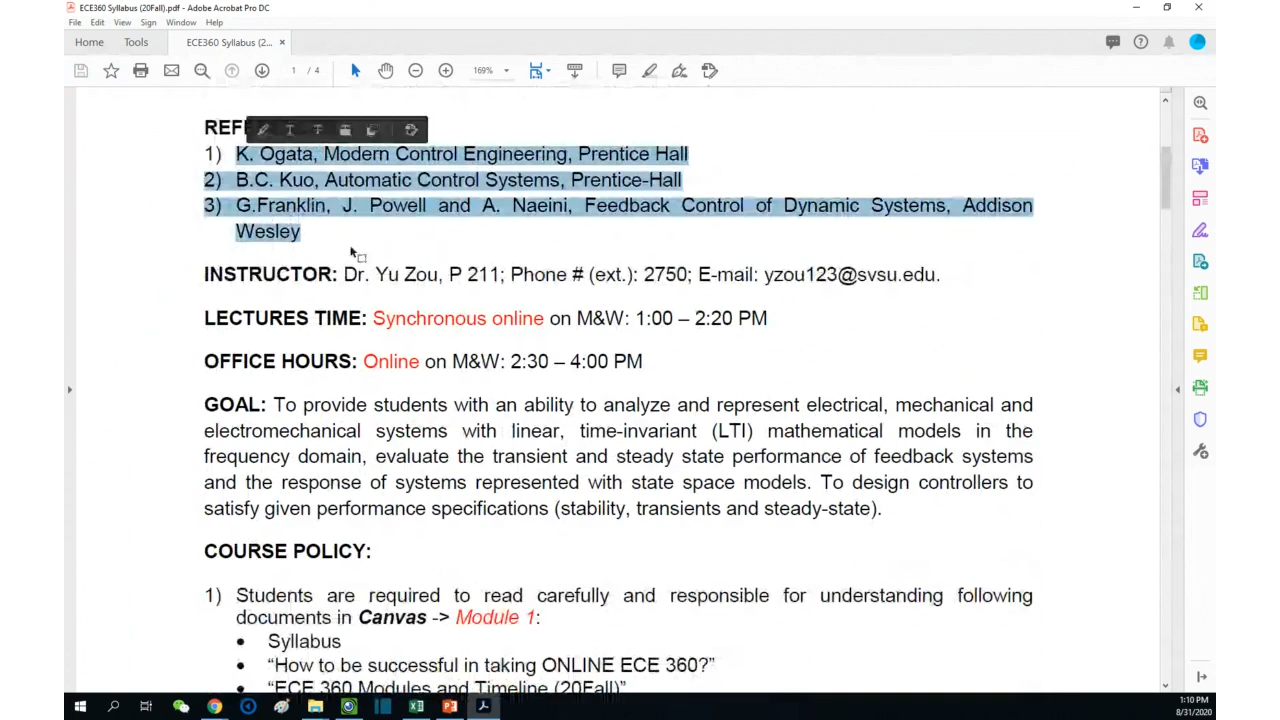 ECE360 Syllabus (20Fall).pdf - Adobe Acrobat Pro DC
File Edit View Sign Window Help
Home Tools ECE360 Syllabus (2... ×
1 / 4 169%
1) K. Ogata, Modern Control Engineering, Prentice Hall
2) B.C. Kuo, Automatic Control Systems, Prentice-Hall
3) G.Franklin, J. Powell and A. Naeini, Feedback Control of Dynamic Systems, Addison
Wesley
INSTRUCTOR: Dr. Yu Zou, P 211; Phone # (ext.): 2750; E-mail: yzou123@svsu.edu.
LECTURES TIME: Synchronous online on M&W: 1:00 – 2:20 PM
OFFICE HOURS: Online on M&W: 2:30 – 4:00 PM
GOAL: To provide students with an ability to analyze and represent electrical, mechanical and
electromechanical systems with linear, time-invariant (LTI) mathematical models in the
frequency domain, evaluate the transient and steady state performance of feedback systems
and the response of systems represented with state space models. To design controllers to
satisfy given performance specifications (stability, transients and steady-state).
COURSE POLICY:
1) Students are required to read carefully and responsible for understanding following
documents in Canvas -> Module 1:
• Syllabus
• “How to be successful in taking ONLINE ECE 360?”
• “ECE 360 Modules and Timeline (20Fall)”
1:10 PM
8/31/2020